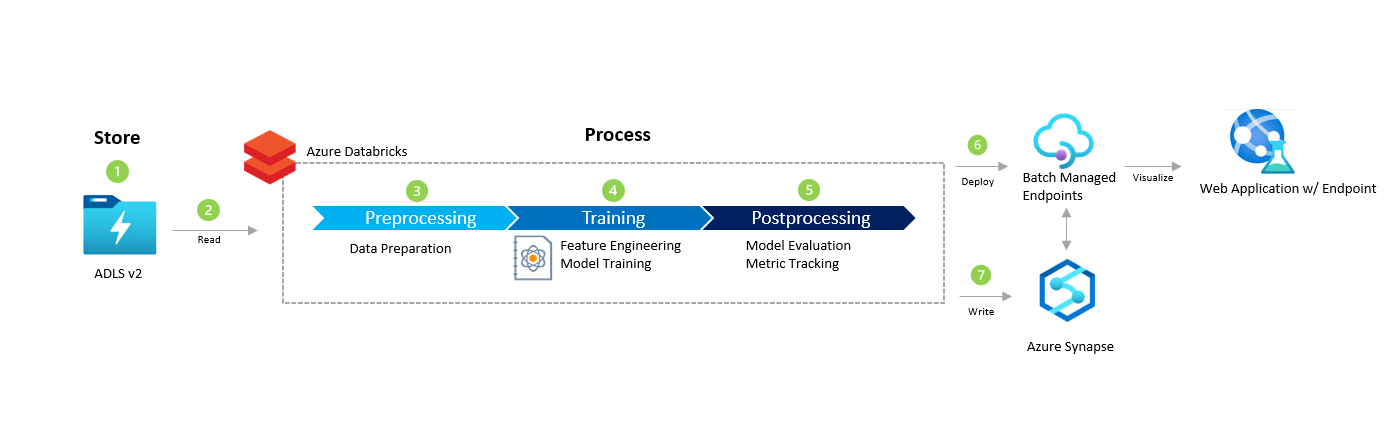 Store
1
ADLS v2
2
Read
Azure Databricks
Process
3
Preprocessing
Data Preparation
4
Training
Feature Engineering
Model Training
5
Postprocessing
Model Evaluation
Metric Tracking
6
Deploy
Batch Managed
Endpoints
Visualize
Web Application w/ Endpoint
7
Write
Azure Synapse